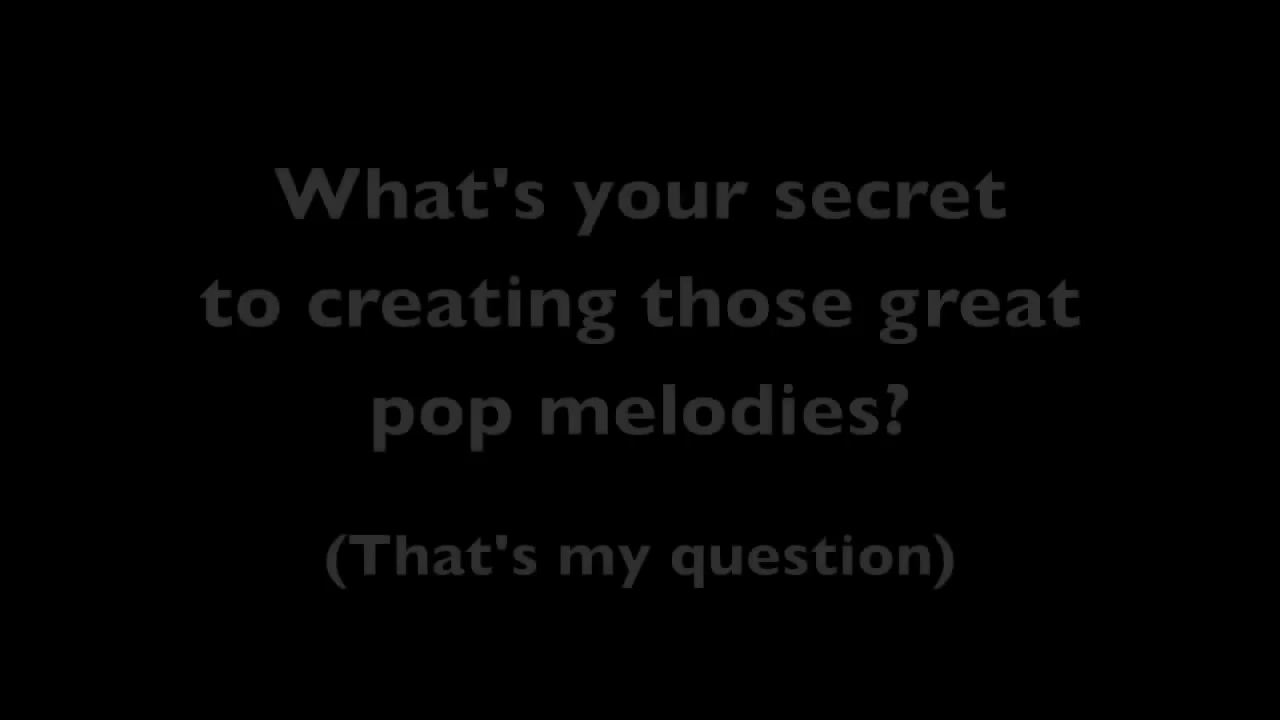 What's your secret
to creating those great
pop melodies?
(That's my question)